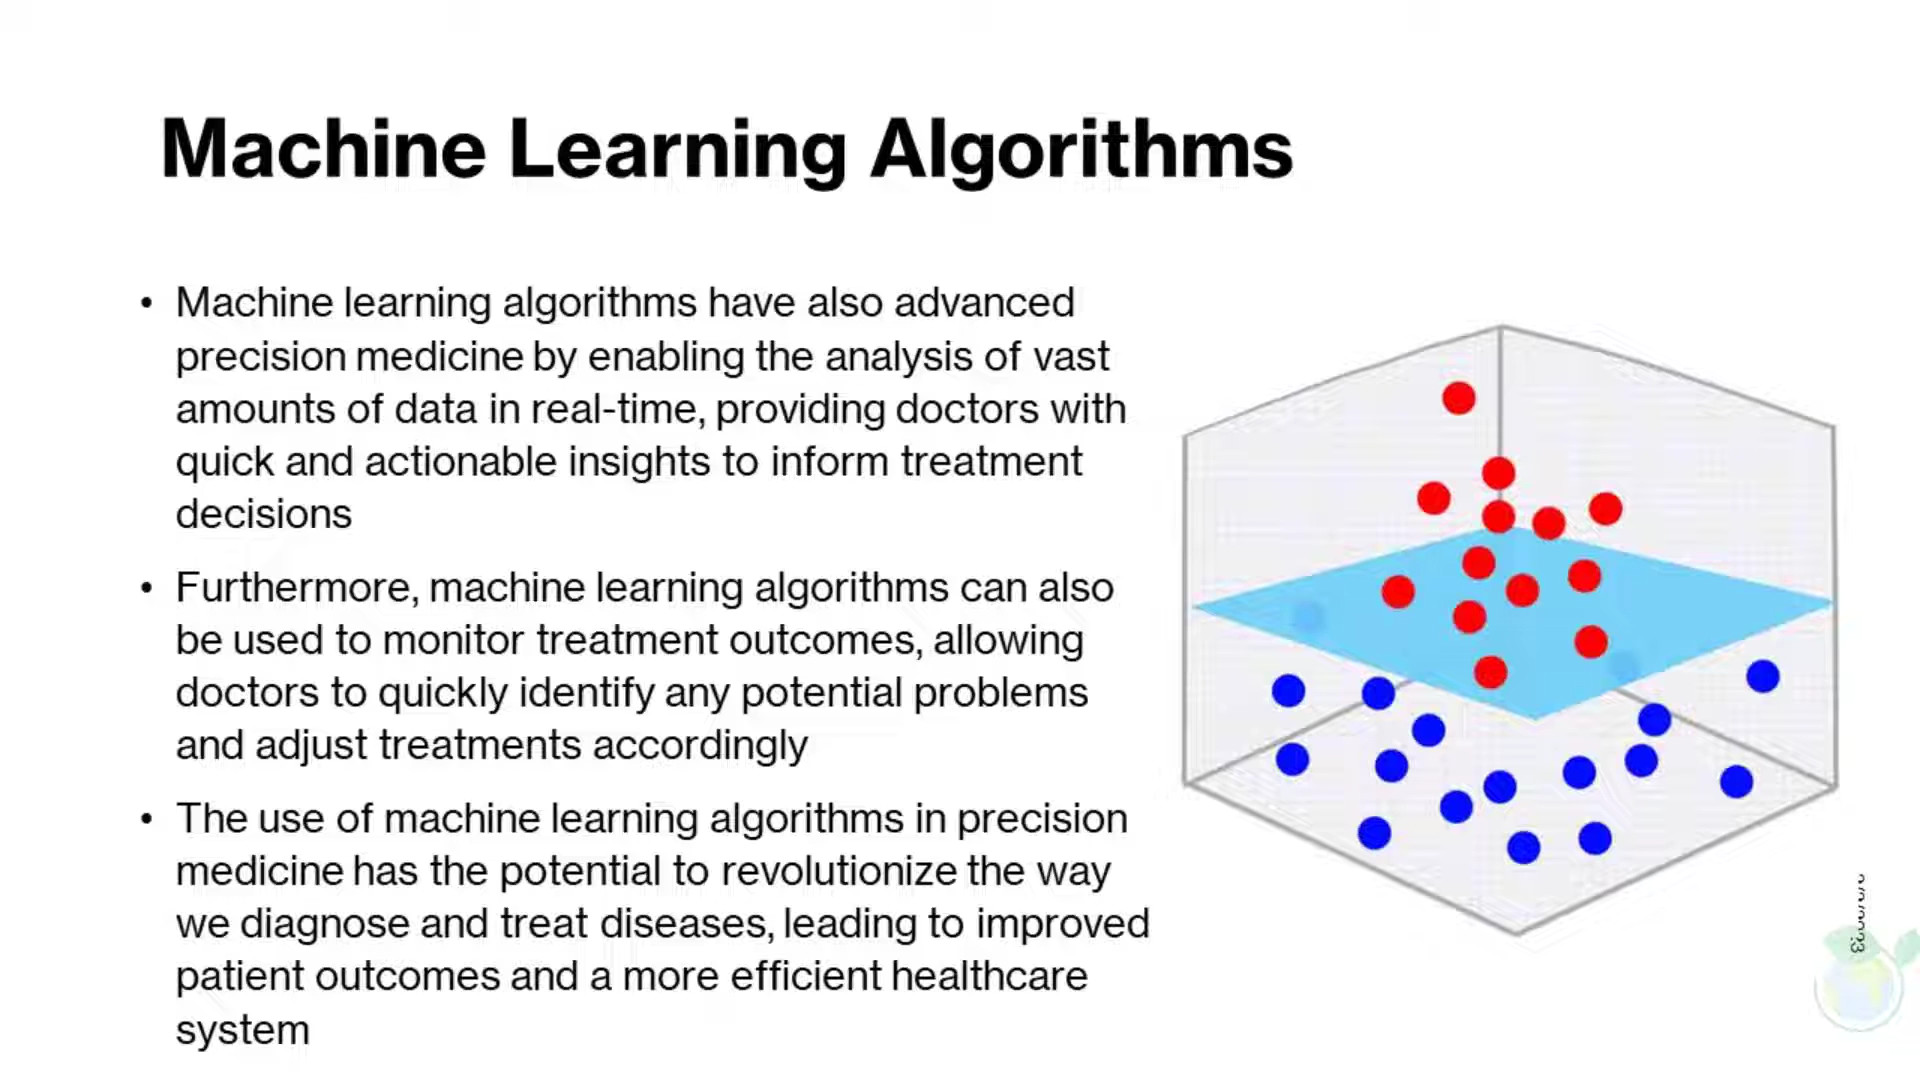 Machine Learning Algorithms
• Machine learning algorithms have also advanced
precision medicine by enabling the analysis of vast
amounts of data in real-time, providing doctors with
quick and actionable insights to inform treatment
decisions
• Furthermore, machine learning algorithms can also
be used to monitor treatment outcomes, allowing
doctors to quickly identify any potential problems
and adjust treatments accordingly
• The use of machine learning algorithms in precision
medicine has the potential to revolutionize the way
we diagnose and treat diseases, leading to improved
patient outcomes and a more efficient healthcare
system